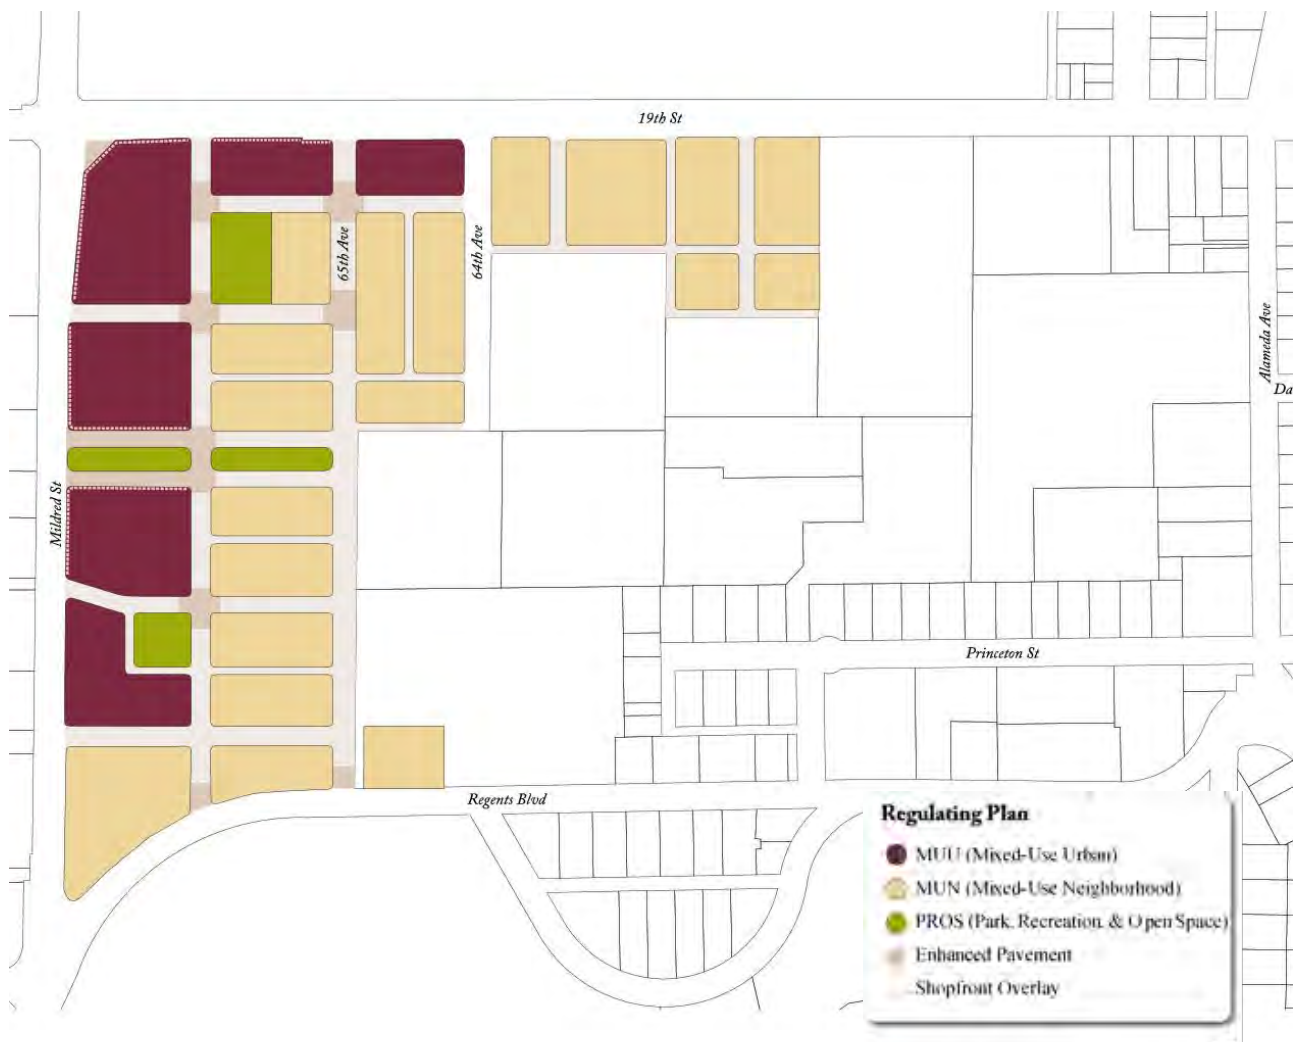 19th St
65th Ave
64th Ave
Alameda Ave
Da
Mildred St
Princeton St
Regents Blvd
Regulating Plan
MUU (Mixed-Use Urban)
MUN (Mixed-Use Neighborhood)
PROS (Park, Recreation, & Open Space)
Enhanced Pavement
Shopfront Overlay